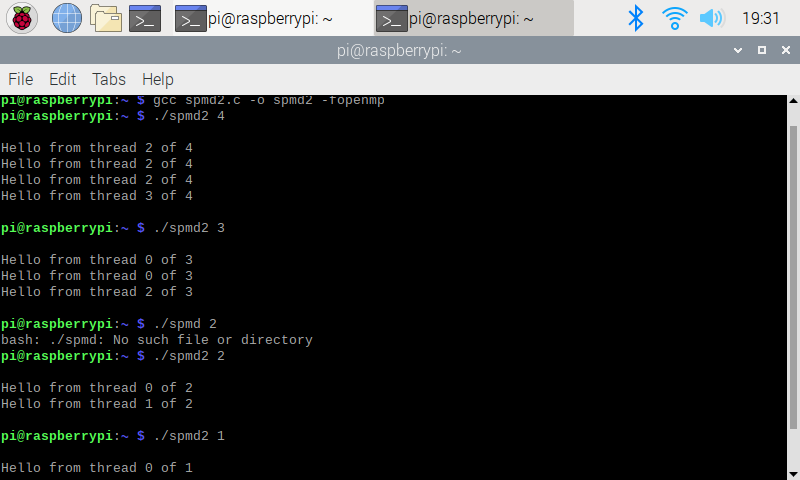 pi@raspberrypi: ~ pi@raspberrypi: ~ 19:31
pi@raspberrypi: ~
File Edit Tabs Help
pi@raspberrypi:~ $ gcc spmd2.c -o spmd2 -fopenmp
pi@raspberrypi:~ $ ./spmd2 4
Hello from thread 2 of 4
Hello from thread 2 of 4
Hello from thread 2 of 4
Hello from thread 3 of 4
pi@raspberrypi:~ $ ./spmd2 3
Hello from thread 0 of 3
Hello from thread 0 of 3
Hello from thread 2 of 3
pi@raspberrypi:~ $ ./spmd 2
bash: ./spmd: No such file or directory
pi@raspberrypi:~ $ ./spmd2 2
Hello from thread 0 of 2
Hello from thread 1 of 2
pi@raspberrypi:~ $ ./spmd2 1
Hello from thread 0 of 1